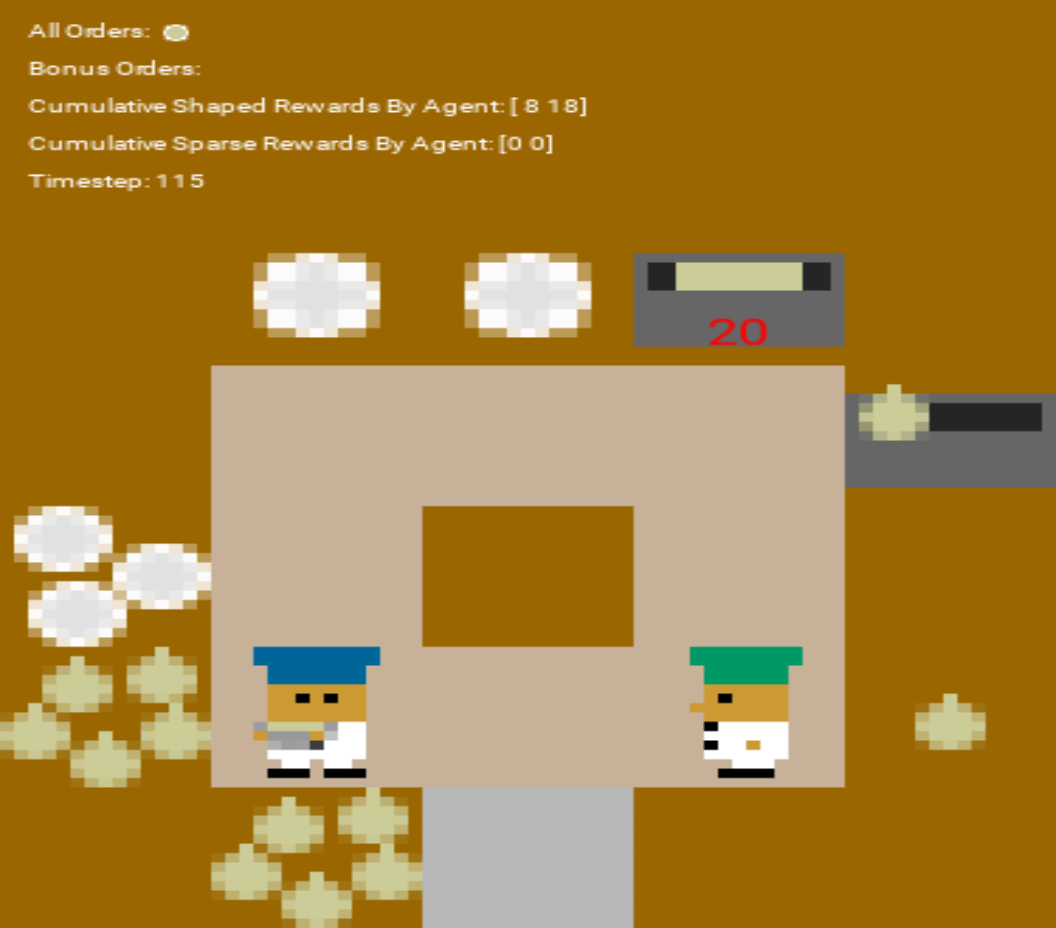 All Orders:
Bonus Orders:
Cumulative Shaped Rewards By Agent: [ 8 18]
Cumulative Sparse Rewards By Agent: [0 0]
Timestep: 115
20